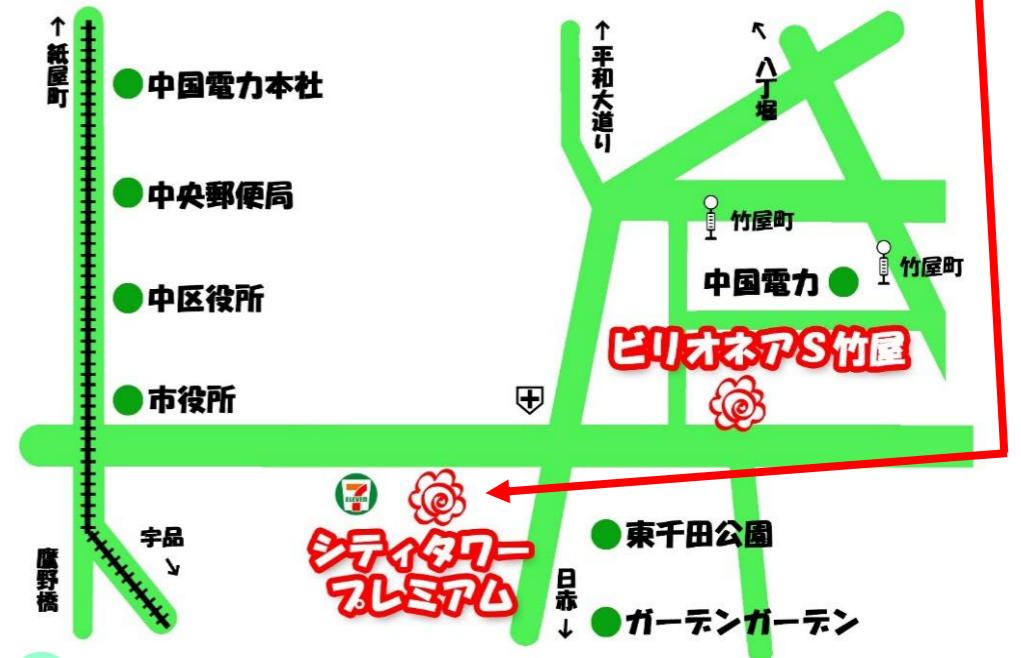 ↑紙屋町
中国電力本社
中央郵便局
中区役所
市役所
鷹野橋
宇品↘
↑平和大道り
↖八丁堀
竹屋町
竹屋町
中国電力
ビリオネアS竹屋
7
ELEVEN
シティタワー
プレミアム
日赤↓
東千田公園
ガーデンガーデン